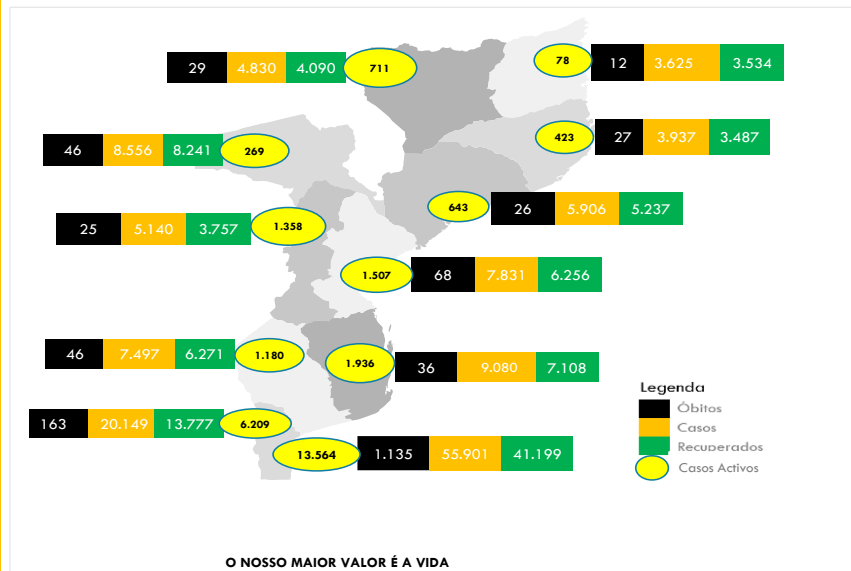 29 4.830 4.090 711
78 12 3.625 3.534
46 8.556 8.241 269
423 27 3.937 3.487
643 26 5.906 5.237
25 5.140 3.757 1.358
1.507 68 7.831 6.256
46 7.497 6.271 1.180
1.936 36 9.080 7.108
163 20.149 13.777 6.209
13.564 1.135 55.901 41.199
Legenda
Óbitos
Casos
Recuperados
Casos Activos
O NOSSO MAIOR VALOR É A VIDA